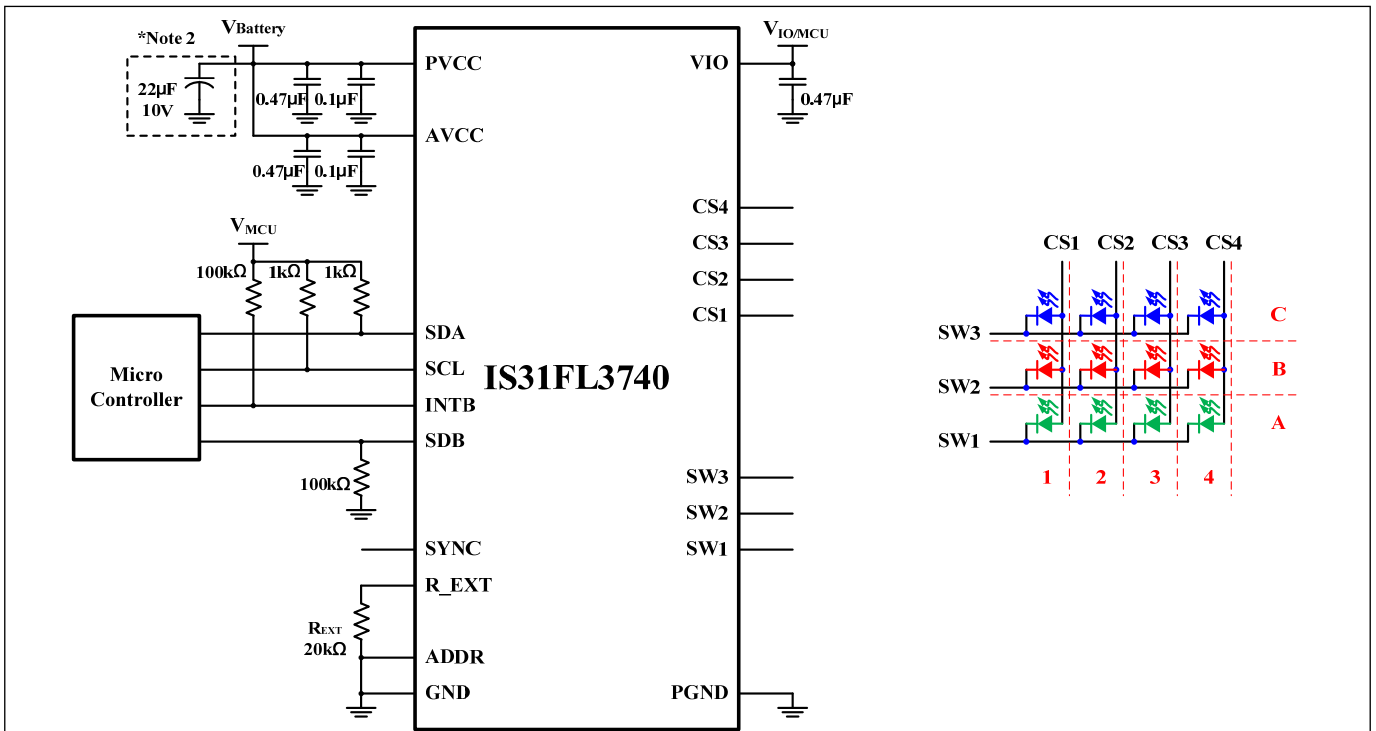 *Note 2
VBattery
22µF
10V
0.47µF
0.1µF
0.47µF
0.1µF
VMCU
100kΩ
1kΩ
1kΩ
Micro
Controller
100kΩ
REXT
20kΩ
PVCC
AVCC
SDA
SCL
INTB
SDB
SYNC
R_EXT
ADDR
GND
IS31FL3740
VIO
CS4
CS3
CS2
CS1
SW3
SW2
SW1
PGND
VIO/MCU
0.47µF
CS1 CS2 CS3 CS4
SW3
C
SW2
B
SW1
A
1 2 3 4